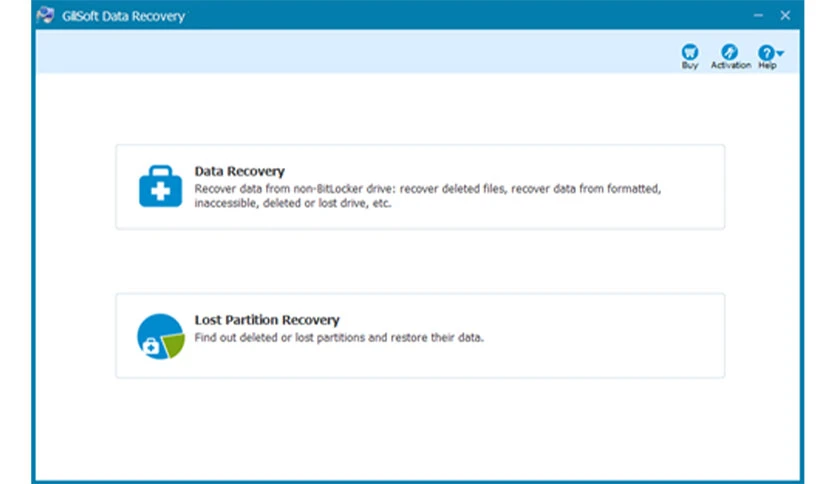 GiliSoft Data Recovery
Buy Activation Help
Data Recovery
Recover data from non-BitLocker drive: recover deleted files, recover data from formatted,
inaccessible, deleted or lost drive, etc.
Lost Partition Recovery
Find out deleted or lost partitions and restore their data.